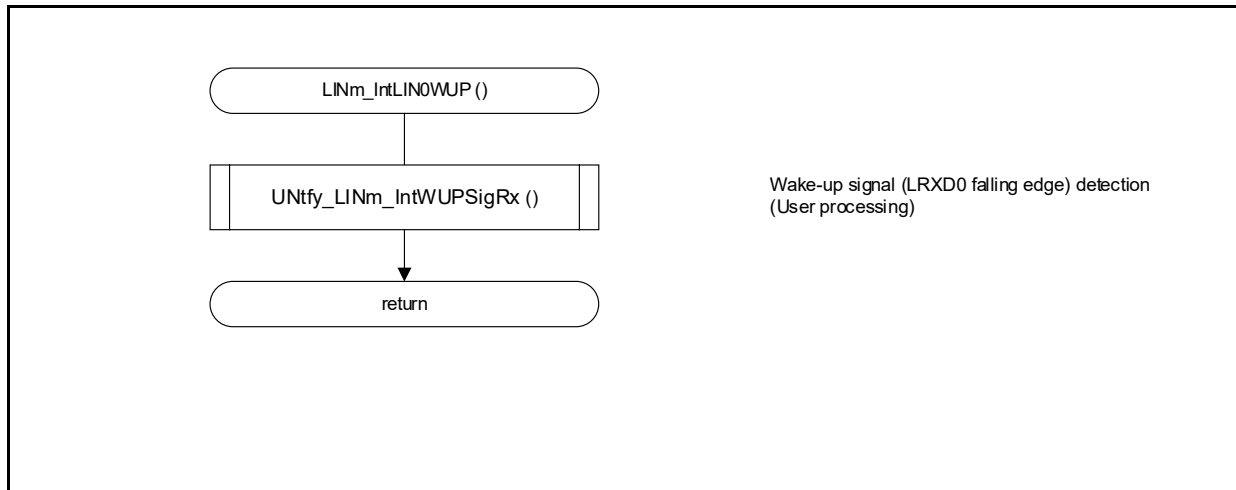 LINm_IntLIN0WUP ()
UNtfy_LINm_IntWUPSigRx ()
Wake-up signal (LRXD0 falling edge) detection
(User processing)
return